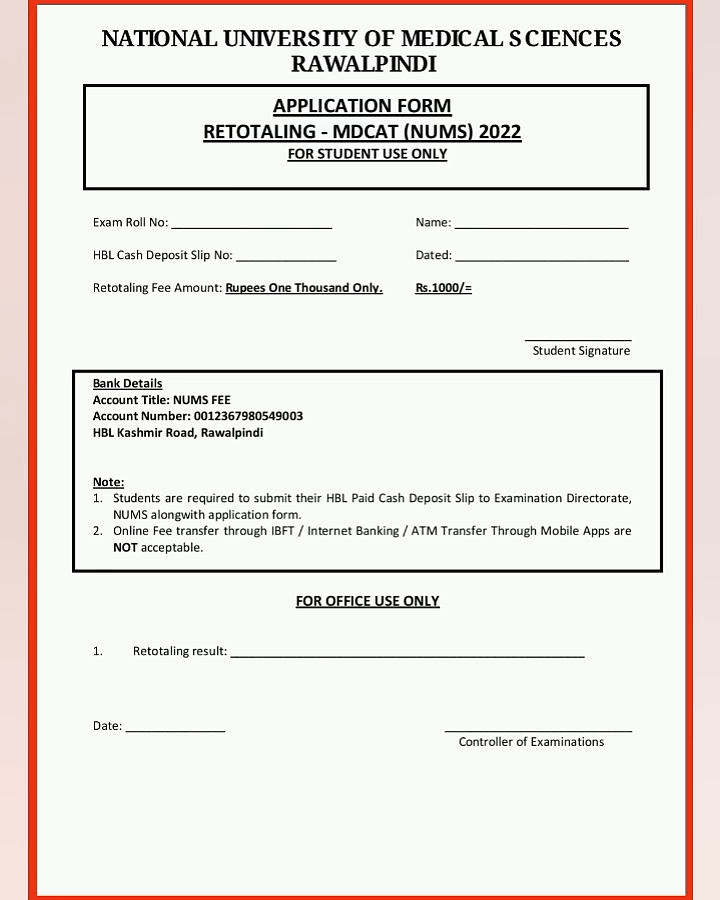 NATIONAL UNIVERSITY OF MEDICAL SCIENCES
RAWALPINDI
APPLICATION FORM
RETOTALING - MDCAT (NUMS) 2022
FOR STUDENT USE ONLY
Exam Roll No: ________________________ Name: __________________________
HBL Cash Deposit Slip No: _______________ Dated: __________________________
Retotaling Fee Amount: Rupees One Thousand Only. Rs.1000/=
________________
Student Signature
Bank Details
Account Title: NUMS FEE
Account Number: 0012367980549003
HBL Kashmir Road, Rawalpindi
Note:
1. Students are required to submit their HBL Paid Cash Deposit Slip to Examination Directorate,
NUMS alongwith application form.
2. Online Fee transfer through IBFT / Internet Banking / ATM Transfer Through Mobile Apps are
NOT acceptable.
FOR OFFICE USE ONLY
1. Retotaling result: _____________________________________________________
Date: _______________ ____________________________
Controller of Examinations